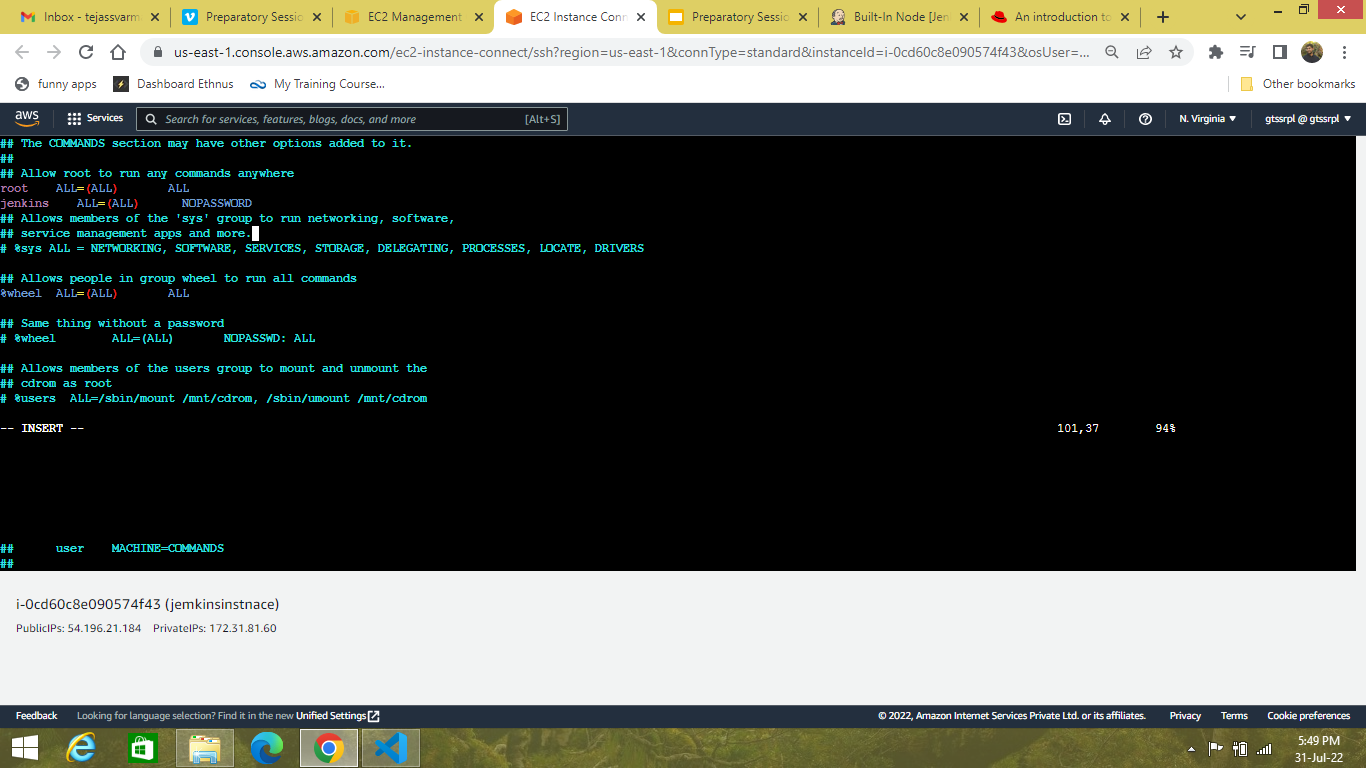 Inbox - tejassvarm
Preparatory Sessio
EC2 Management
EC2 Instance Conn
Preparatory Sessio
Built-In Node [Jen
An introduction to
us-east-1.console.aws.amazon.com/ec2-instance-connect/ssh?region=us-east-1&connType=standard&instanceId=i-0cd60c8e090574f43&osUser=...
funny apps
Dashboard Ethnus
My Training Course...
Other bookmarks
aws
Services
Search for services, features, blogs, docs, and more
[Alt+S]
N. Virginia
gtssrpl @ gtssrpl
## The COMMANDS section may have other options added to it.
##
## Allow root to run any commands anywhere
root    ALL=(ALL)       ALL
jenkins    ALL=(ALL)      NOPASSWORD
## Allows members of the 'sys' group to run networking, software,
## service management apps and more.
# %sys ALL = NETWORKING, SOFTWARE, SERVICES, STORAGE, DELEGATING, PROCESSES, LOCATE, DRIVERS
## Allows people in group wheel to run all commands
%wheel  ALL=(ALL)       ALL
## Same thing without a password
# %wheel        ALL=(ALL)       NOPASSWD: ALL
## Allows members of the users group to mount and unmount the
## cdrom as root
# %users  ALL=/sbin/mount /mnt/cdrom, /sbin/umount /mnt/cdrom
-- INSERT --
101,37        94%
##      user    MACHINE=COMMANDS
##
i-0cd60c8e090574f43 (jemkinsinstnace)
PublicIPs: 54.196.21.184    PrivateIPs: 172.31.81.60
Feedback
Looking for language selection? Find it in the new Unified Settings
© 2022, Amazon Internet Services Private Ltd. or its affiliates.
Privacy
Terms
Cookie preferences
5:49 PM
31-Jul-22